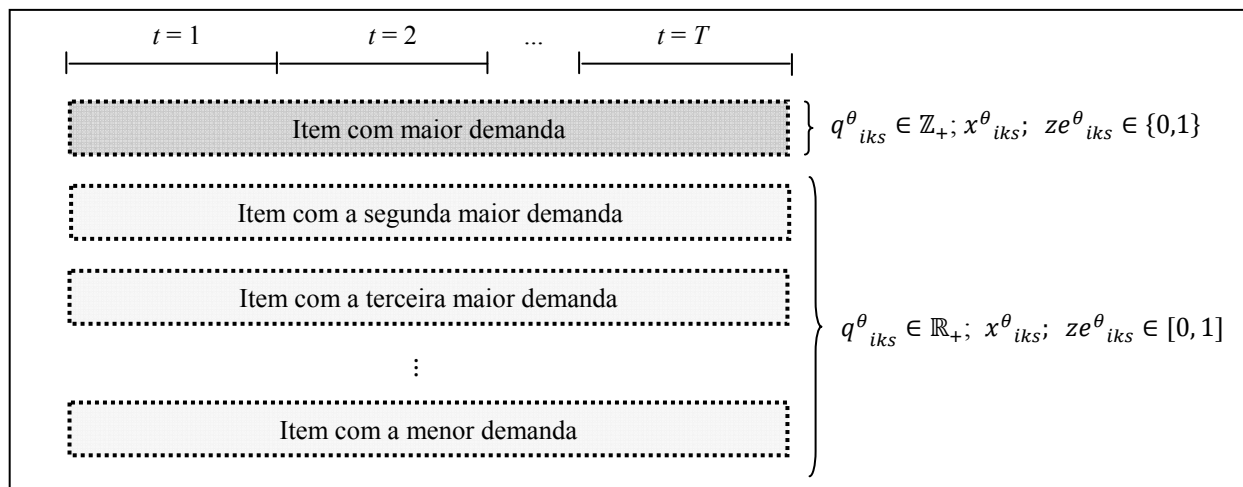 t = 1 t = 2 ... t = T
Item com maior demanda
q^θ_iks ∈ ℤ₊; x^θ_iks; ze^θ_iks ∈ {0,1}
Item com a segunda maior demanda
Item com a terceira maior demanda
q^θ_iks ∈ ℝ₊; x^θ_iks; ze^θ_iks ∈ [0, 1]
⋮
Item com a menor demanda